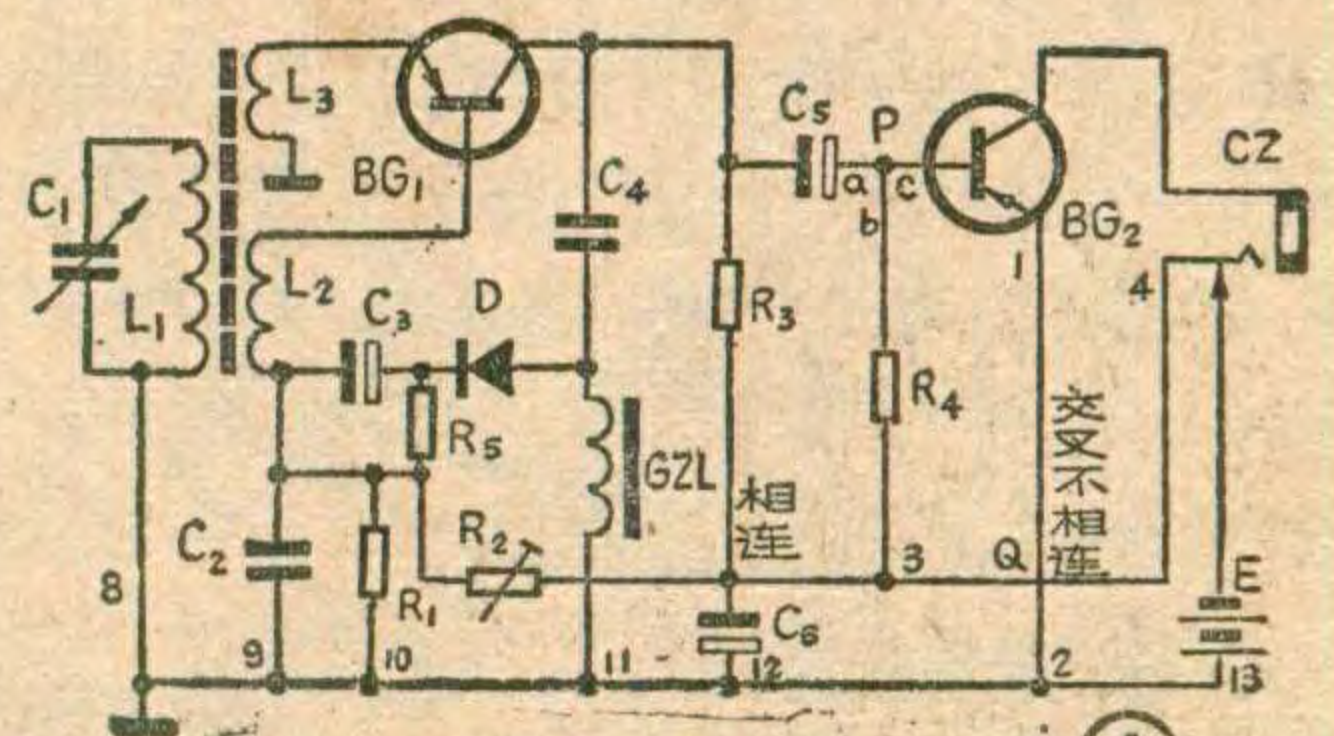 L₃
BG₁
C₁
L₁
L₂
C₃
D
C₄
C₅
P
a
c
b
BG₂
CZ
1
4
R₃
R₄
R₅
GZL
相连
交叉不相连
C₂
R₂
R₁
3
Q
E
8
9
10
11
C₆
12
2
13